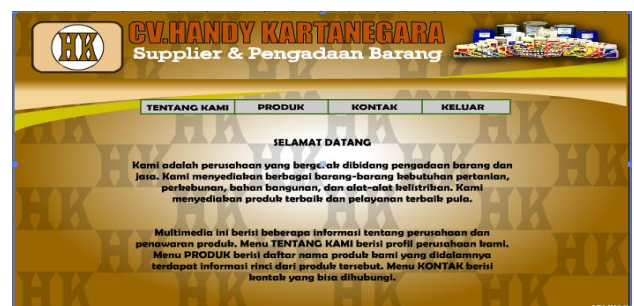 HK
CV.HANDY KARTANEGARA
Supplier & Pengadaan Barang
TENTANG KAMI PRODUK KONTAK KELUAR
SELAMAT DATANG
Kami adalah perusahaan yang bergerak dibidang pengadaan barang dan
jasa. Kami menyediakan berbagai barang-barang kebutuhan pertanian,
perkebunan, bahan bangunan, dan alat-alat kelistrikan. Kami
menyediakan produk terbaik dan pelayanan terbaik pula.
Multimedia ini berisi beberapa informasi tentang perusahaan dan
penawaran produk. Menu TENTANG KAMI berisi profil perusahaan kami.
Menu PRODUK berisi daftar nama produk kami yang didalamnya
terdapat informasi rinci dari produk tersebut. Menu KONTAK berisi
kontak yang bisa dihubungi.